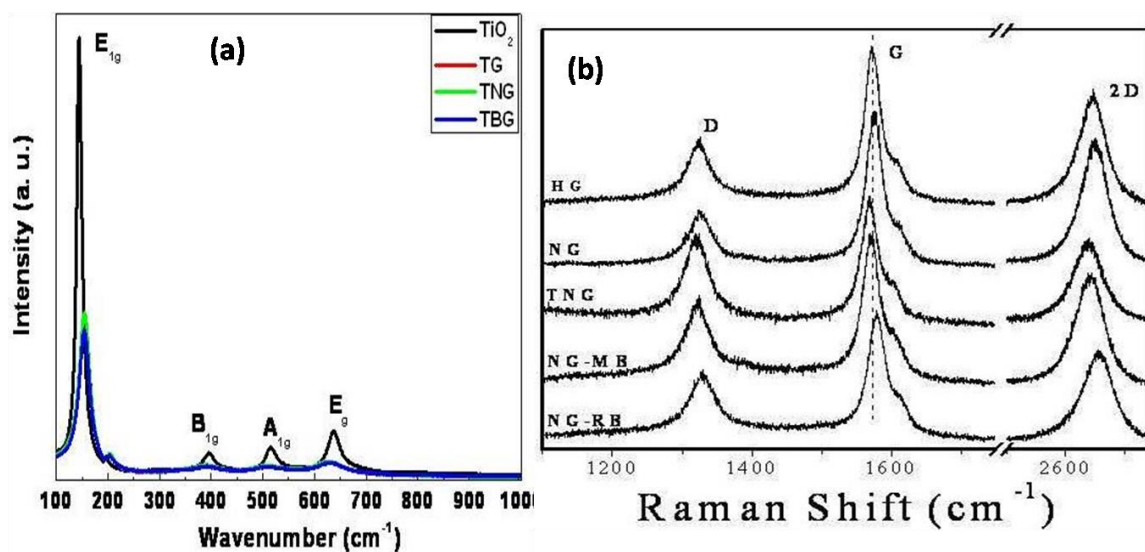 (a)
E1g
TiO2
TG
TNG
TBG
B1g
A1g
Eg
Intensity (a. u.)
100 200 300 400 500 600 700 800 900 1000
Wavenumber (cm-1)
(b)
G
2D
D
HG
NG
TNG
NG-MB
NG-RB
1200 1400 1600 2600
Raman Shift (cm-1)